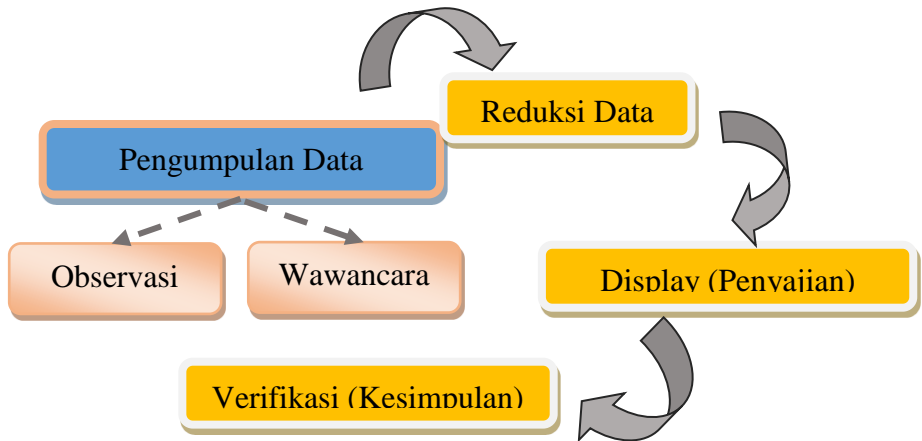 Reduksi Data
Pengumpulan Data
Observasi
Wawancara
Display (Penyajian)
Verifikasi (Kesimpulan)